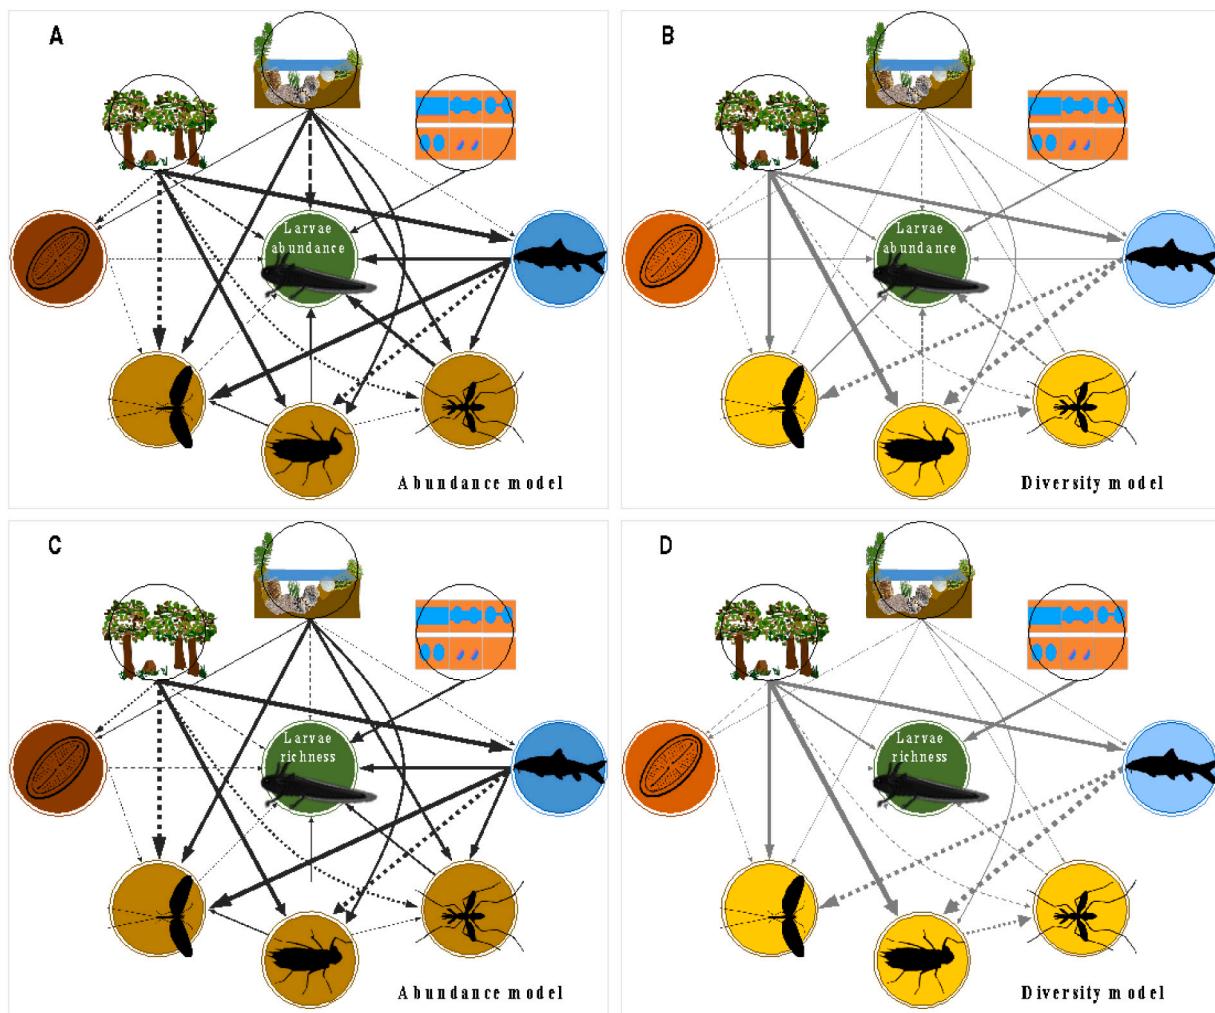 A
Larvae
abundance
Abundance model
B
Larvae
abundance
Diversity model
C
Larvae
richness
Abundance model
D
Larvae
richness
Diversity model